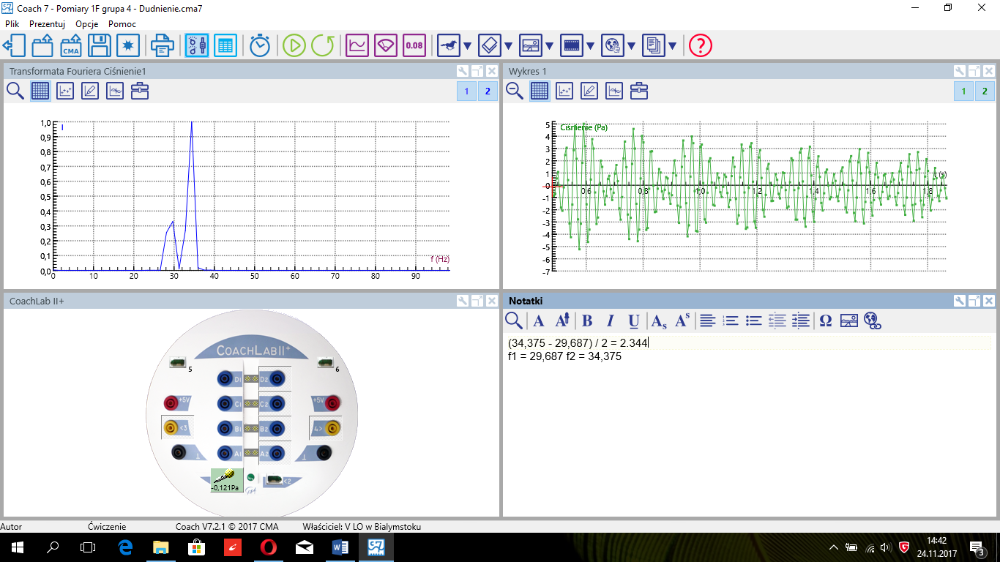 Coach 7 - Pomiary 1F grupa 4 - Dudnienie.cma7
Plik Prezentuj Opcje Pomoc
CMA
0.08
?
Transformata Fouriera Ciśnienie1
1 2
I
1,0
0,9
0,8
0,7
0,6
0,5
0,4
0,3
0,2
0,1
0,0
f (Hz)
0 10 20 30 40 50 60 70 80 90
Wykres 1
1 2
Ciśnienie (Pa)
5
4
3
2
1
0
-1
-2
-3
-4
-5
-6
-7
t (s)
0,6 0,8 1,0 1,2 1,4 1,6 1,8
CoachLab II+
COACHLAB II+
5 6
D1 D2
+5V C1 C2 +5V
<3 B1 B2 4>
A1 A2
-0,121Pa
<2
Notatki
A A B I U As As Ω
(34,375 - 29,687) / 2 = 2.344
f1 = 29,687 f2 = 34,375
Autor Ćwiczenie Coach V7.2.1 © 2017 CMA Właściciel: V LO w Bialymstoku
14:42
24.11.2017
3